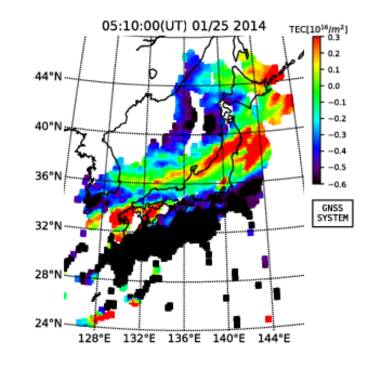 05:10:00(UT) 01/25 2014
TEC[10¹⁶/m²]
0.3
0.2
0.1
0.0
−0.1
−0.2
−0.3
−0.4
−0.5
−0.6
GNSS
SYSTEM
44°N
40°N
36°N
32°N
28°N
24°N
128°E 132°E 136°E 140°E 144°E